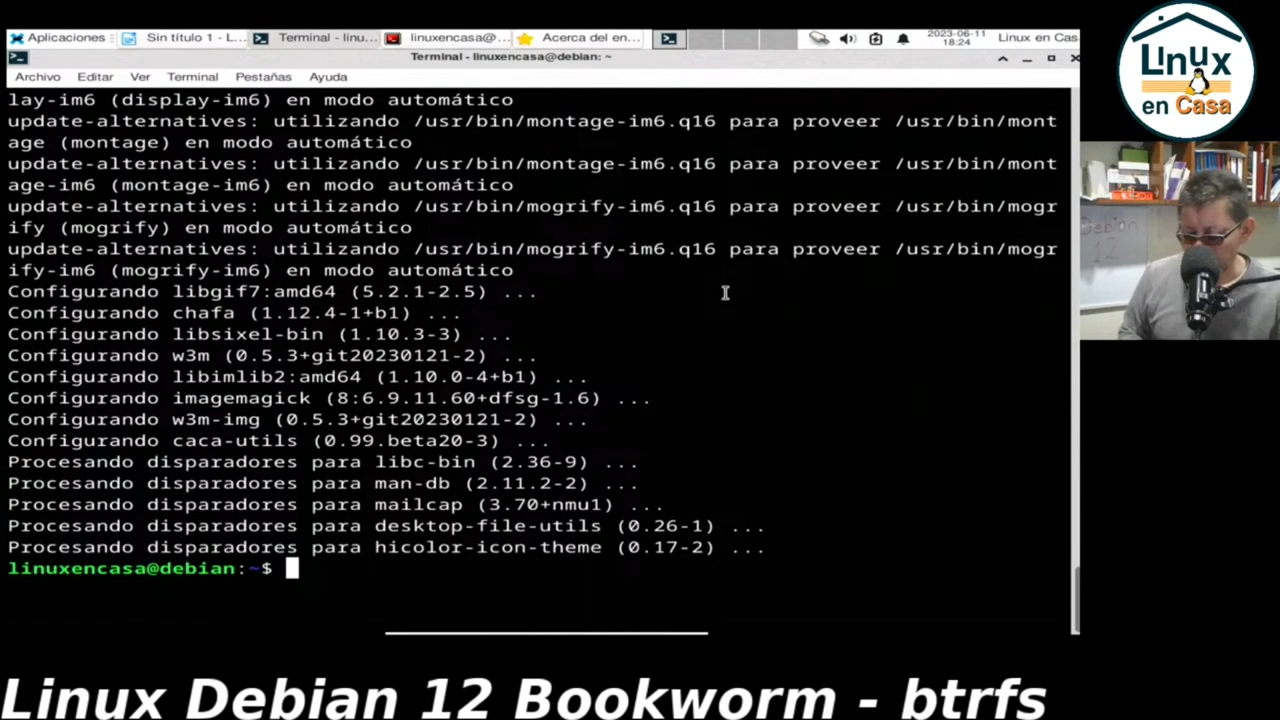 Aplicaciones Sin título 1 - L... Terminal - linu... linuxencasa@... Acerca del en... 2023-06-11 18:24 Linux en Cas
Terminal - linuxencasa@debian: ~
Archivo Editar Ver Terminal Pestañas Ayuda
lay-im6 (display-im6) en modo automático
update-alternatives: utilizando /usr/bin/montage-im6.q16 para proveer /usr/bin/mont
age (montage) en modo automático
update-alternatives: utilizando /usr/bin/montage-im6.q16 para proveer /usr/bin/mont
age-im6 (montage-im6) en modo automático
update-alternatives: utilizando /usr/bin/mogrify-im6.q16 para proveer /usr/bin/mogr
ify (mogrify) en modo automático
update-alternatives: utilizando /usr/bin/mogrify-im6.q16 para proveer /usr/bin/mogr
ify-im6 (mogrify-im6) en modo automático
Configurando libgif7:amd64 (5.2.1-2.5) ...
Configurando chafa (1.12.4-1+b1) ...
Configurando libsixel-bin (1.10.3-3) ...
Configurando w3m (0.5.3+git20230121-2) ...
Configurando libimlib2:amd64 (1.10.0-4+b1) ...
Configurando imagemagick (8:6.9.11.60+dfsg-1.6) ...
Configurando w3m-img (0.5.3+git20230121-2) ...
Configurando caca-utils (0.99.beta20-3) ...
Procesando disparadores para libc-bin (2.36-9) ...
Procesando disparadores para man-db (2.11.2-2) ...
Procesando disparadores para mailcap (3.70+nmu1) ...
Procesando disparadores para desktop-file-utils (0.26-1) ...
Procesando disparadores para hicolor-icon-theme (0.17-2) ...
linuxencasa@debian:~$
Linux
en Casa
Debian
12
Linux Debian 12 Bookworm - btrfs